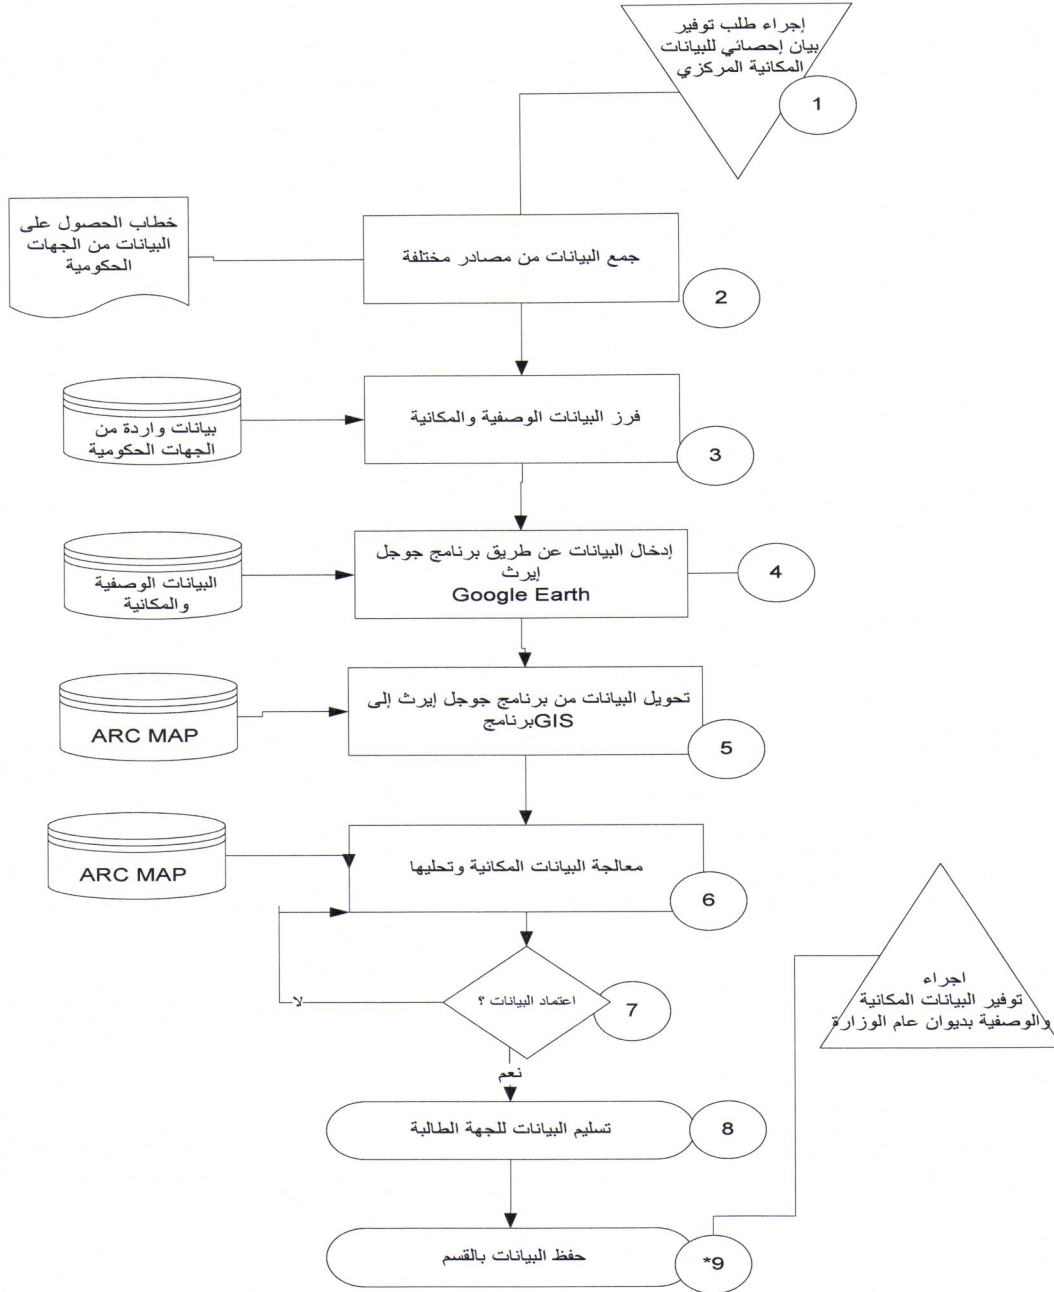 إجراء طلب توفير
بيان إحصائي للبيانات
المكانية المركزي
1
خطاب الحصول على
البيانات من الجهات
الحكومية
جمع البيانات من مصادر مختلفة
2
بيانات واردة من
الجهات الحكومية
فرز البيانات الوصفية والمكانية
3
البيانات الوصفية
والمكانية
إدخال البيانات عن طريق برنامج جوجل
إيرث
Google Earth
4
ARC MAP
تحويل البيانات من برنامج جوجل إيرث إلى
GISبرنامج
5
ARC MAP
معالجة البيانات المكانية وتحليها
6
اعتماد البيانات ؟
7
لا
نعم
اجراء
توفير البيانات المكانية
والوصفية بديوان عام الوزارة
تسليم البيانات للجهة الطالبة
8
حفظ البيانات بالقسم
*9